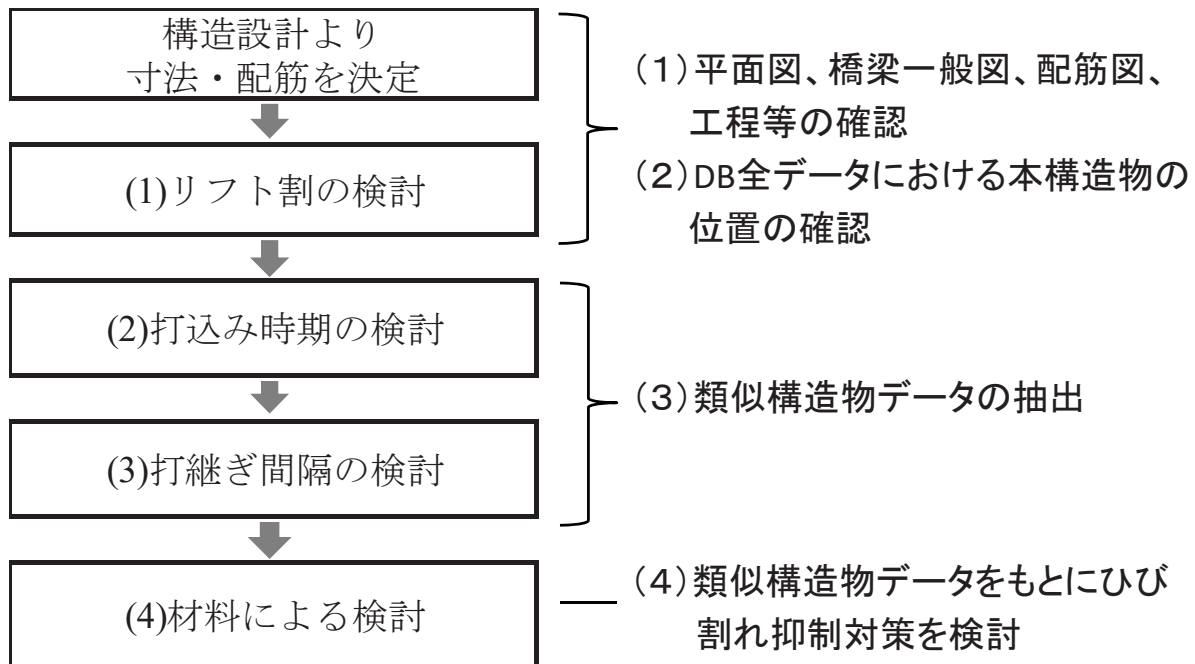 構造設計より
寸法・配筋を決定
(1)リフト割の検討
(2)打込み時期の検討
(3)打継ぎ間隔の検討
(4)材料による検討
（１）平面図、橋梁一般図、配筋図、
工程等の確認
（２）DB全データにおける本構造物の
位置の確認
（３）類似構造物データの抽出
（４）類似構造物データをもとにひび
割れ抑制対策を検討